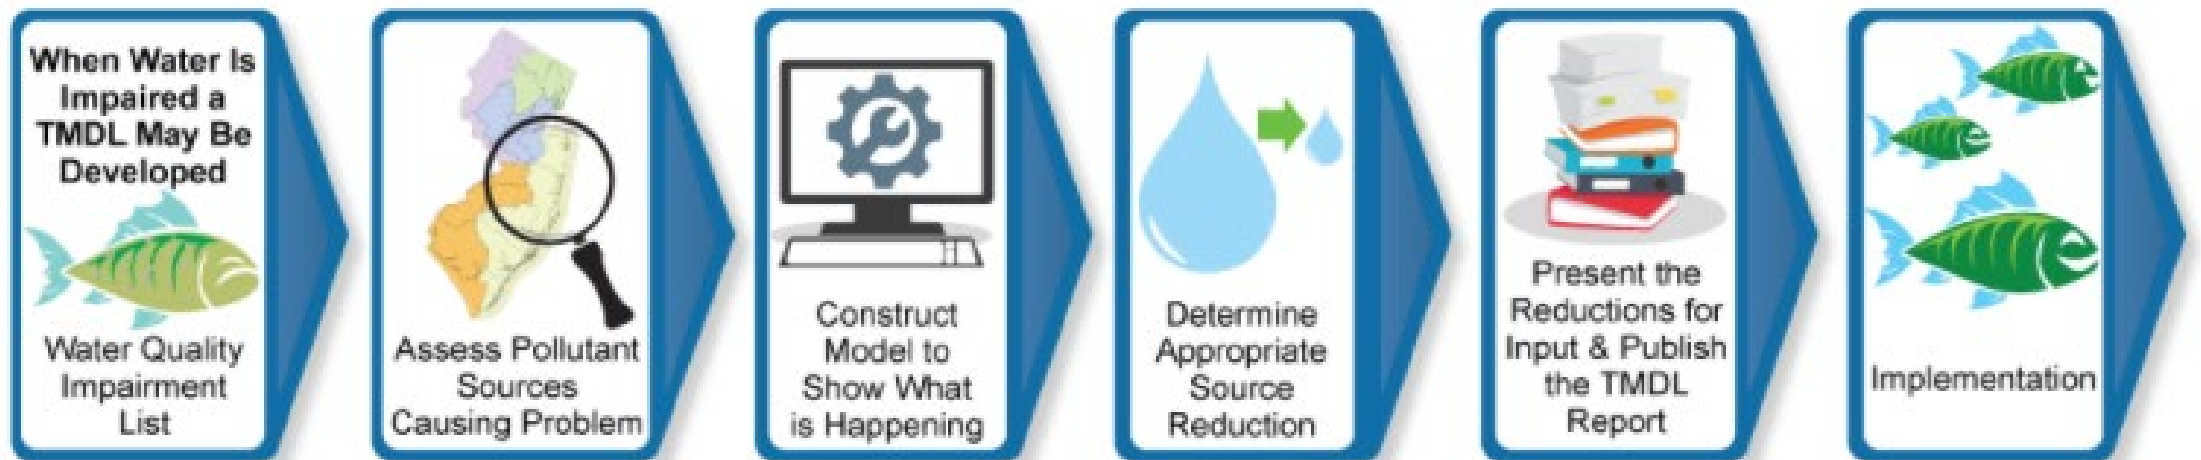 When Water Is
Impaired a
TMDL May Be
Developed
Water Quality
Impairment
List
Assess Pollutant
Sources
Causing Problem
Construct
Model to
Show What
is Happening
Determine
Appropriate
Source
Reduction
Present the
Reductions for
Input & Publish
the TMDL
Report
Implementation